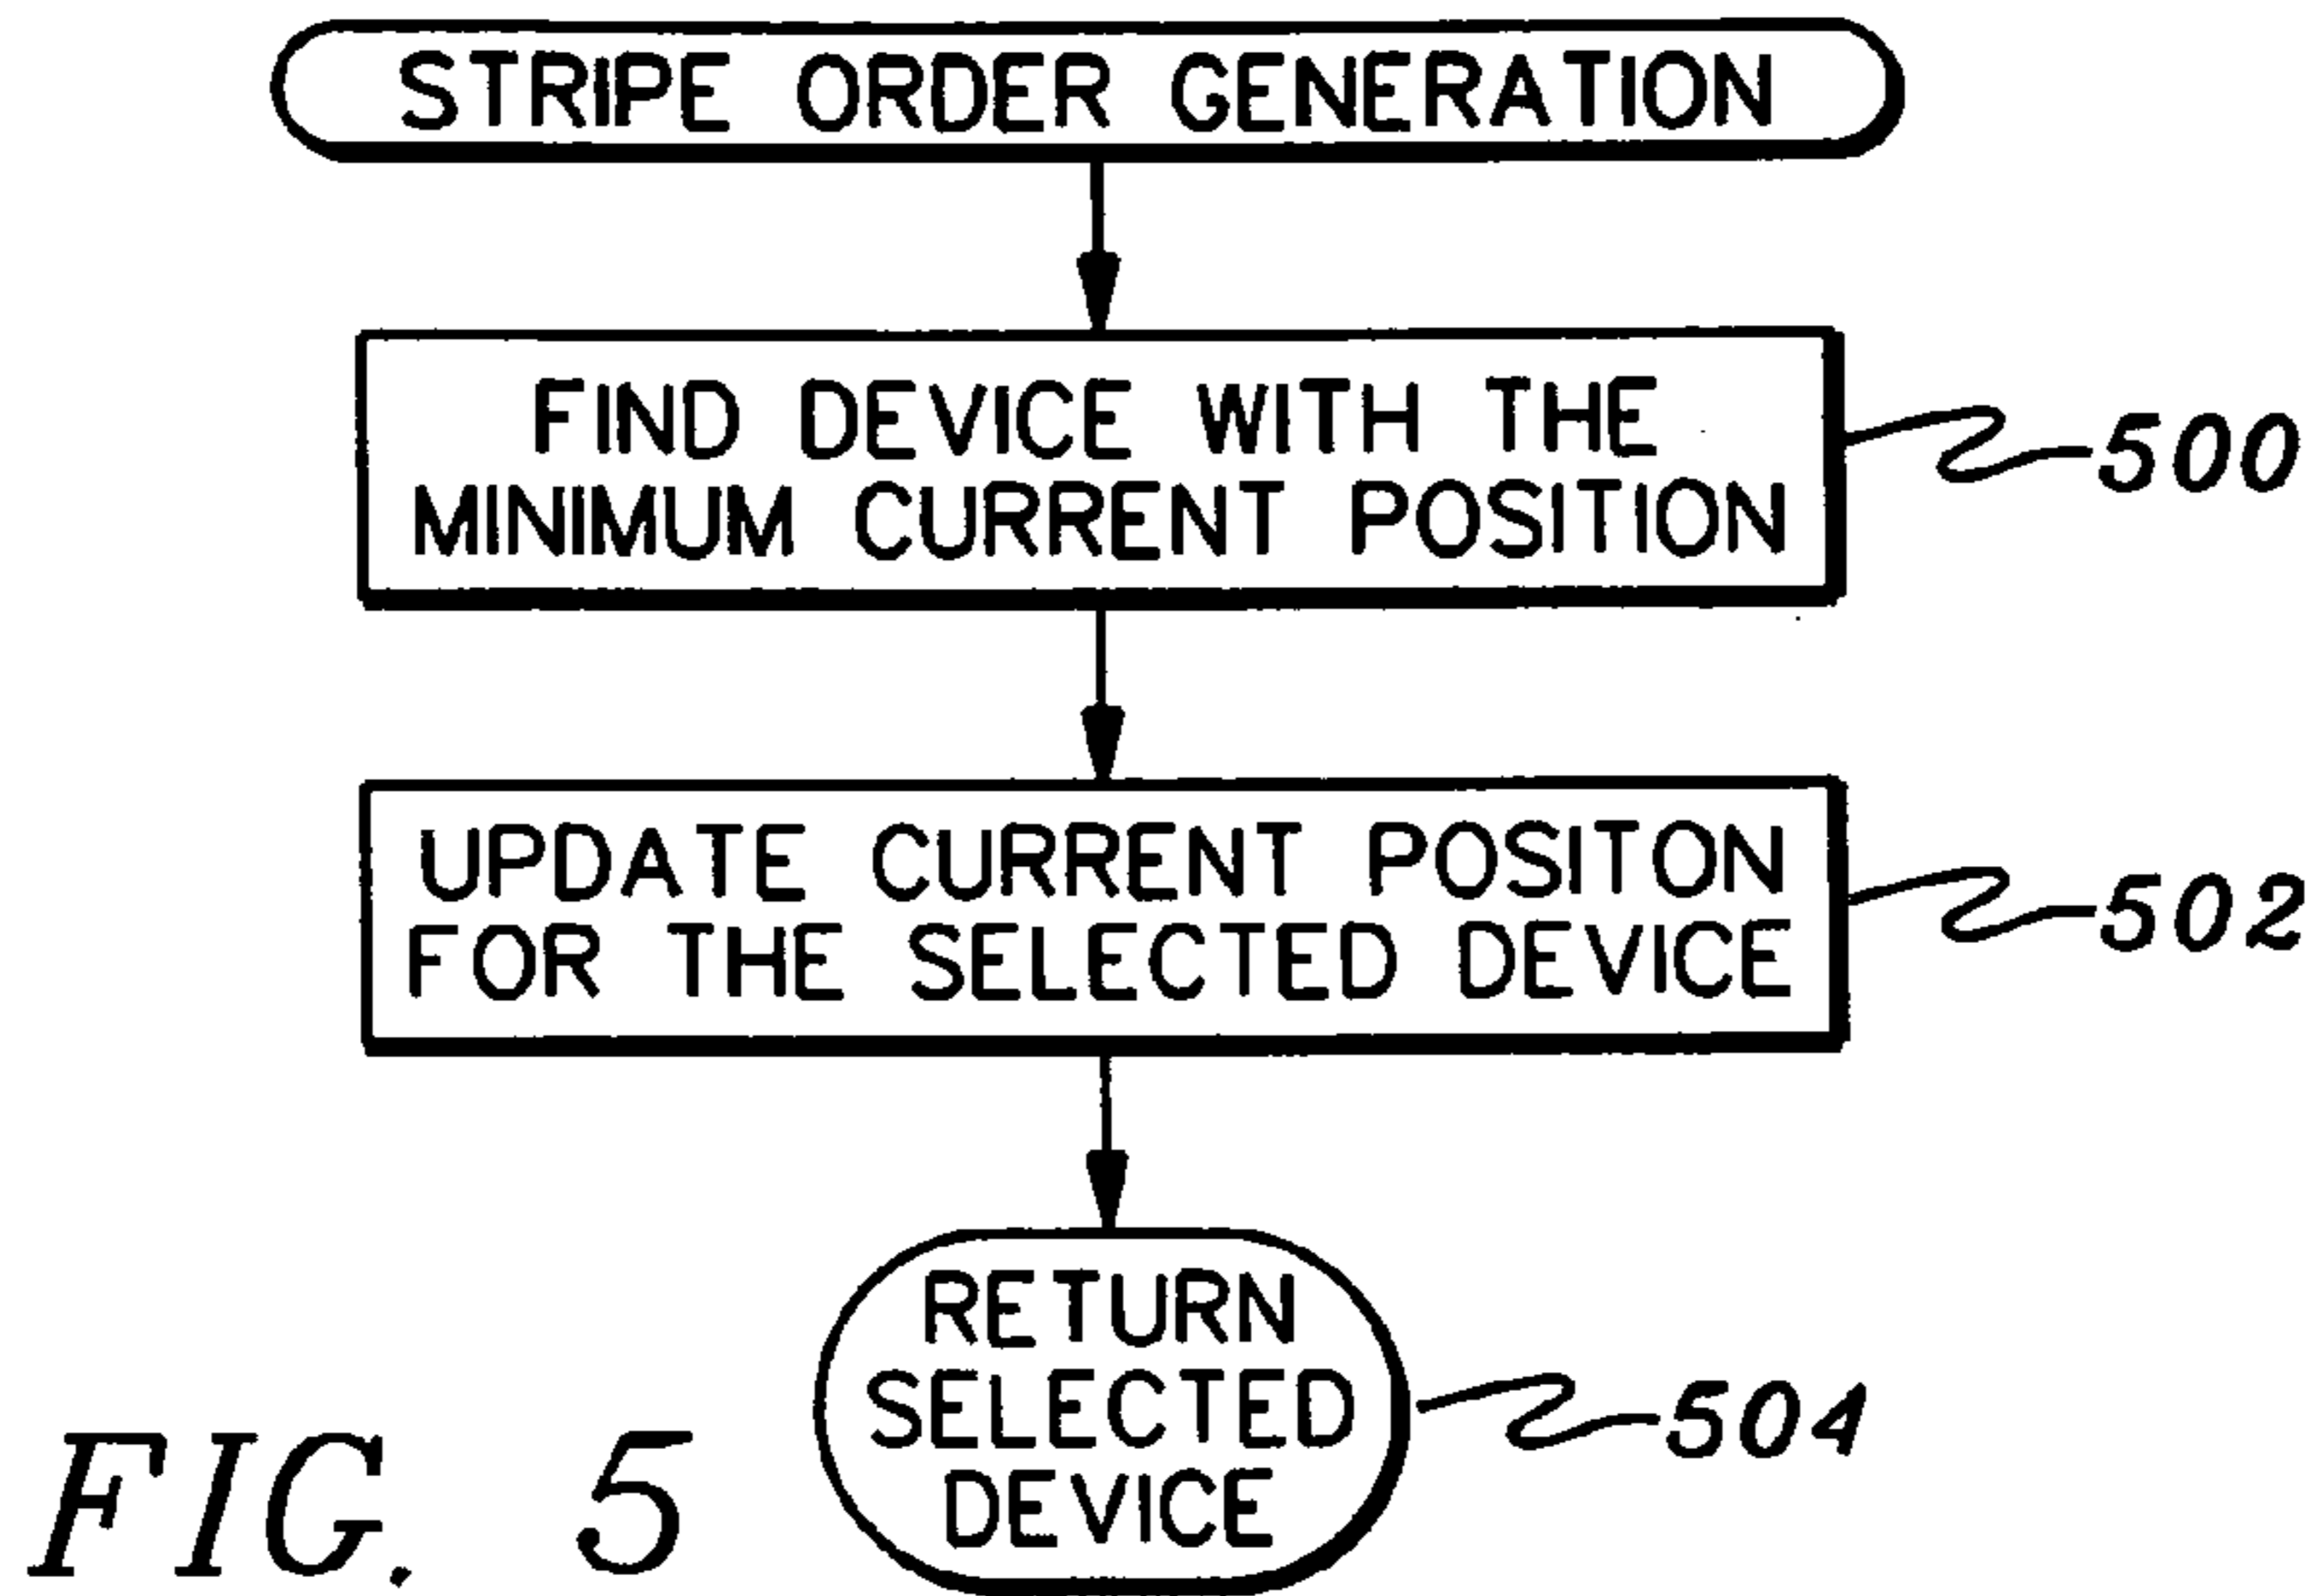 STRIPE ORDER GENERATION
FIND DEVICE WITH THE
MINIMUM CURRENT POSITION
500
UPDATE CURRENT POSITON
FOR THE SELECTED DEVICE
502
RETURN
SELECTED
DEVICE
504
FIG. 5